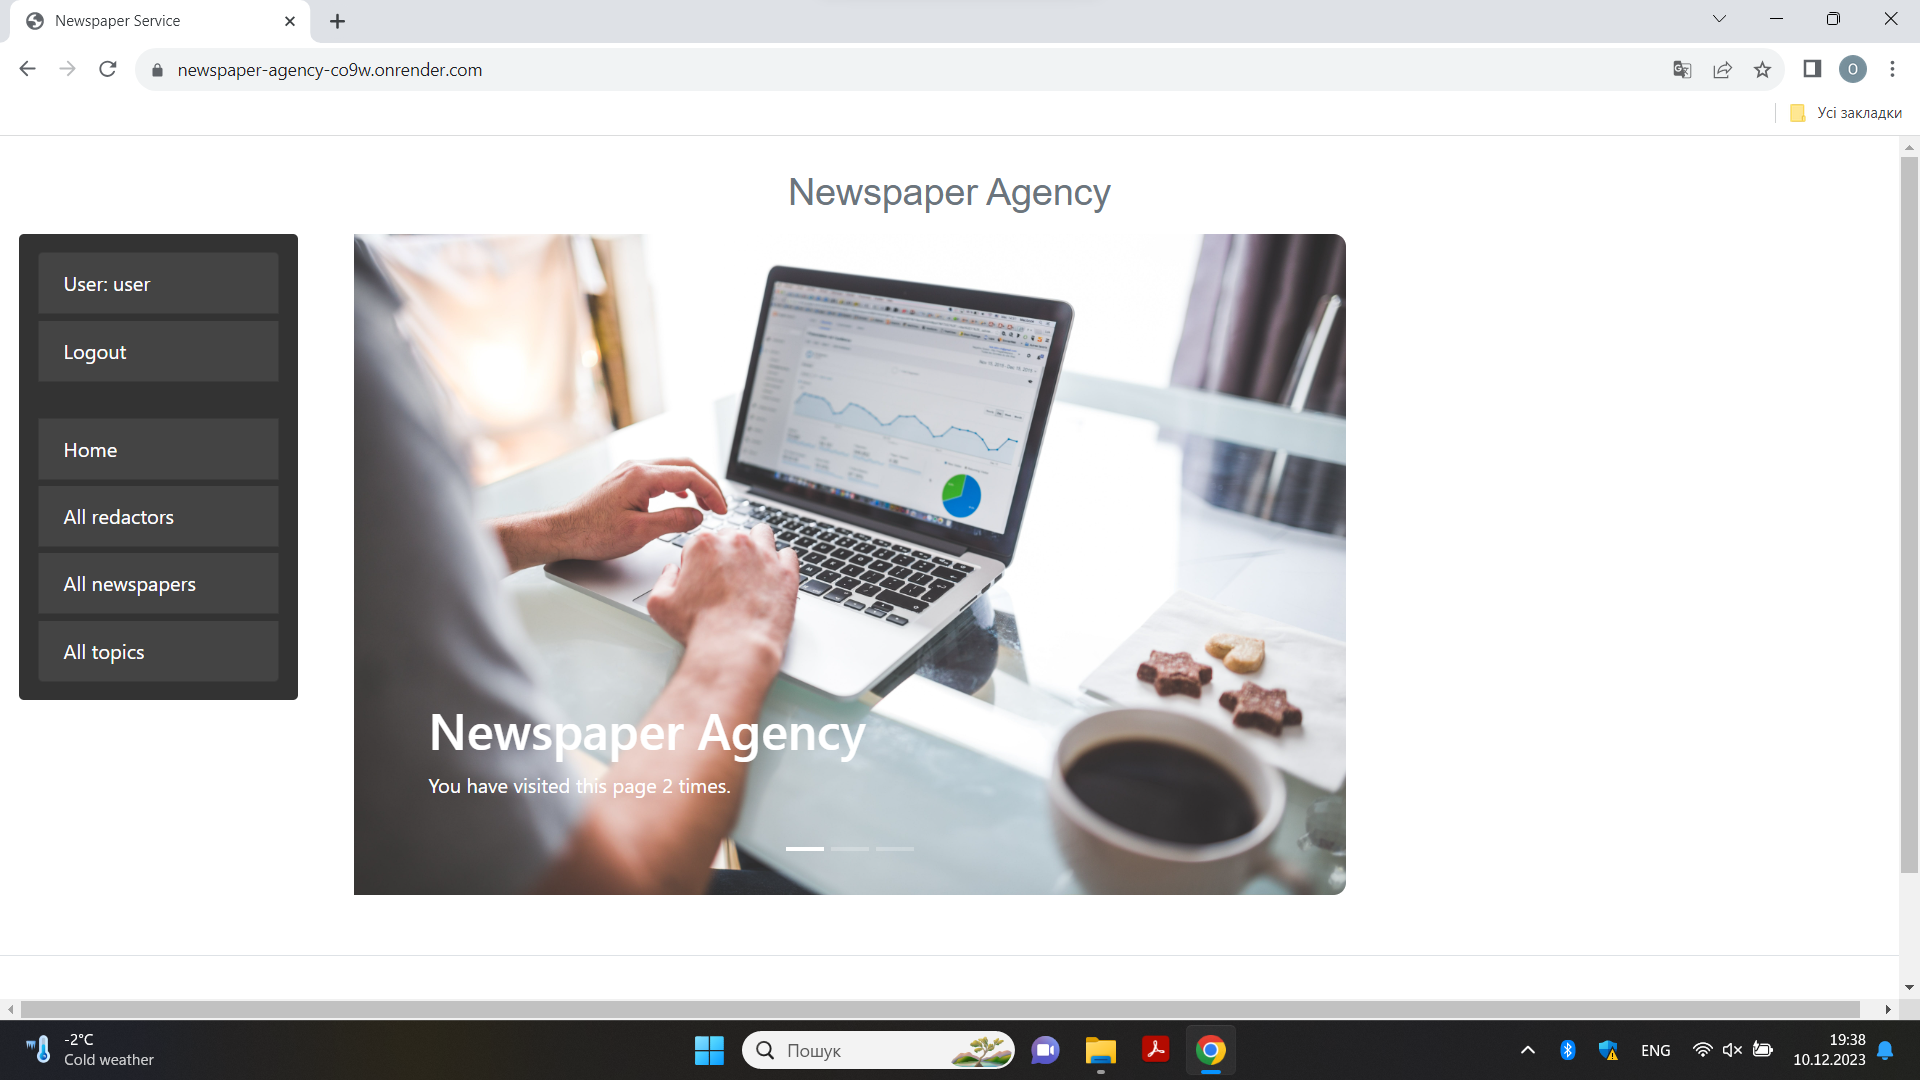 Newspaper Service
newspaper-agency-co9w.onrender.com
O
Усі закладки
Newspaper Agency
User: user
Logout
Home
All redactors
All newspapers
All topics
Newspaper Agency
You have visited this page 2 times.
-2°C
Cold weather
Пошук
ENG
19:38
10.12.2023